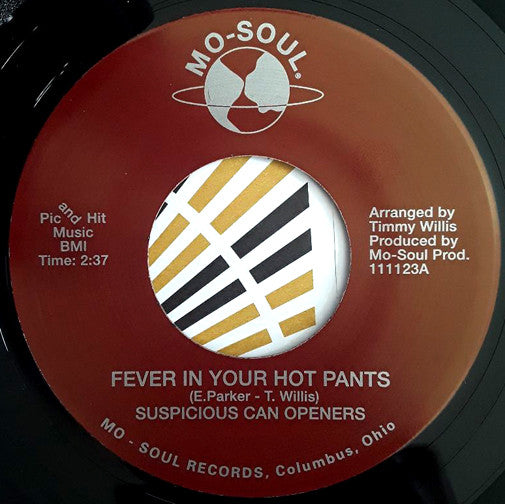 MO-SOUL®
Pic and Hit
Music
BMI
Time: 2:37
Arranged by
Timmy Willis
Produced by
Mo-Soul Prod.
111123A
FEVER IN YOUR HOT PANTS
(E.Parker - T. Willis)
SUSPICIOUS CAN OPENERS
MO - SOUL RECORDS, Columbus, Ohio